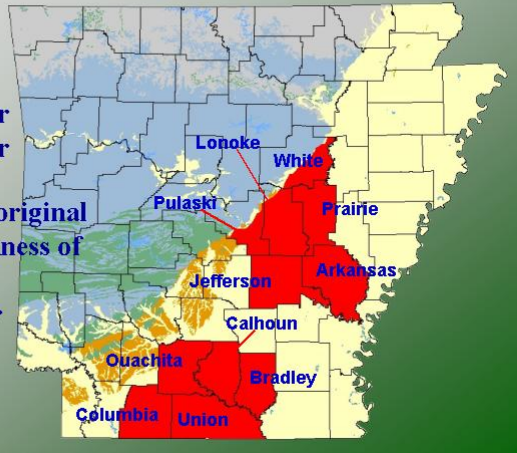 r
r
original
ness of
.
Lonoke
White
Pulaski
Prairie
Arkansas
Jefferson
Calhoun
Ouachita
Bradley
Columbia
Union